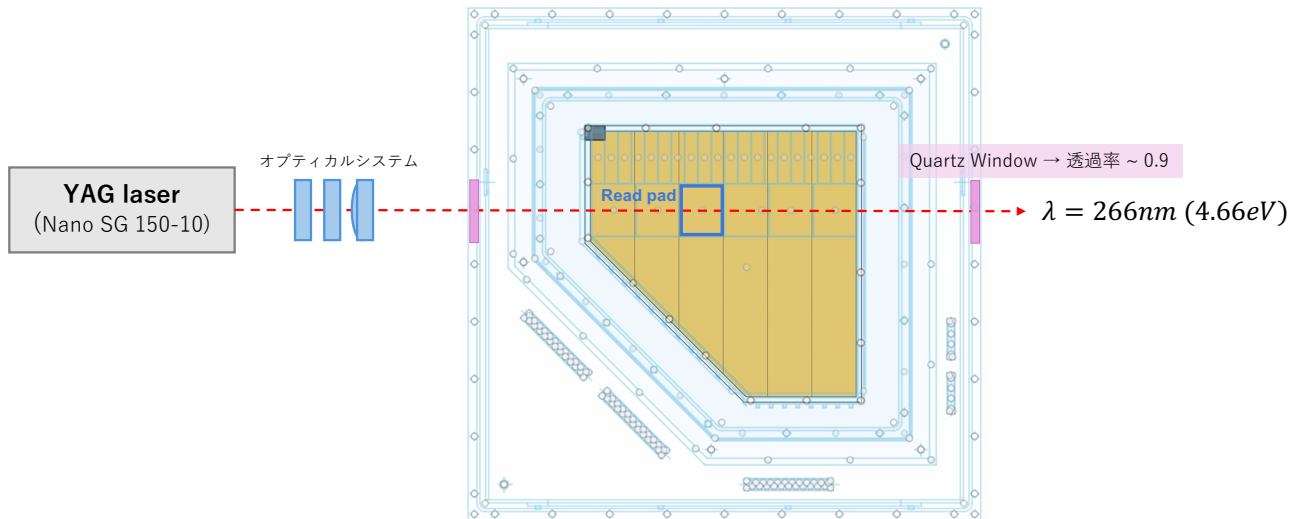 オプティカルシステム
YAG laser
(Nano SG 150-10)
Read pad
Quartz Window → 透過率 ~ 0.9
λ = 266nm (4.66eV)